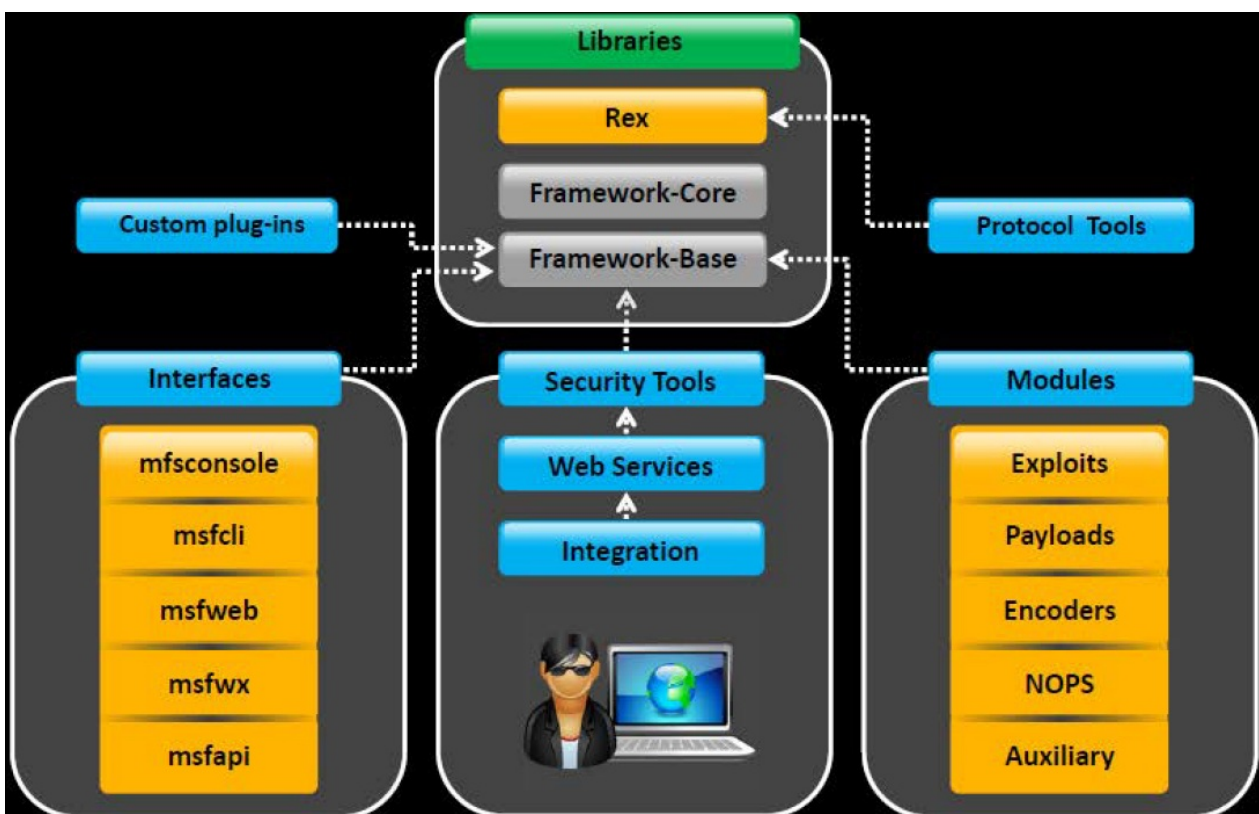 Libraries
Rex
Framework-Core
Framework-Base
Custom plug-ins
Protocol Tools
Interfaces
mfsconsole
msfcli
msfweb
msfwx
msfapi
Security Tools
Web Services
Integration
Modules
Exploits
Payloads
Encoders
NOPS
Auxiliary